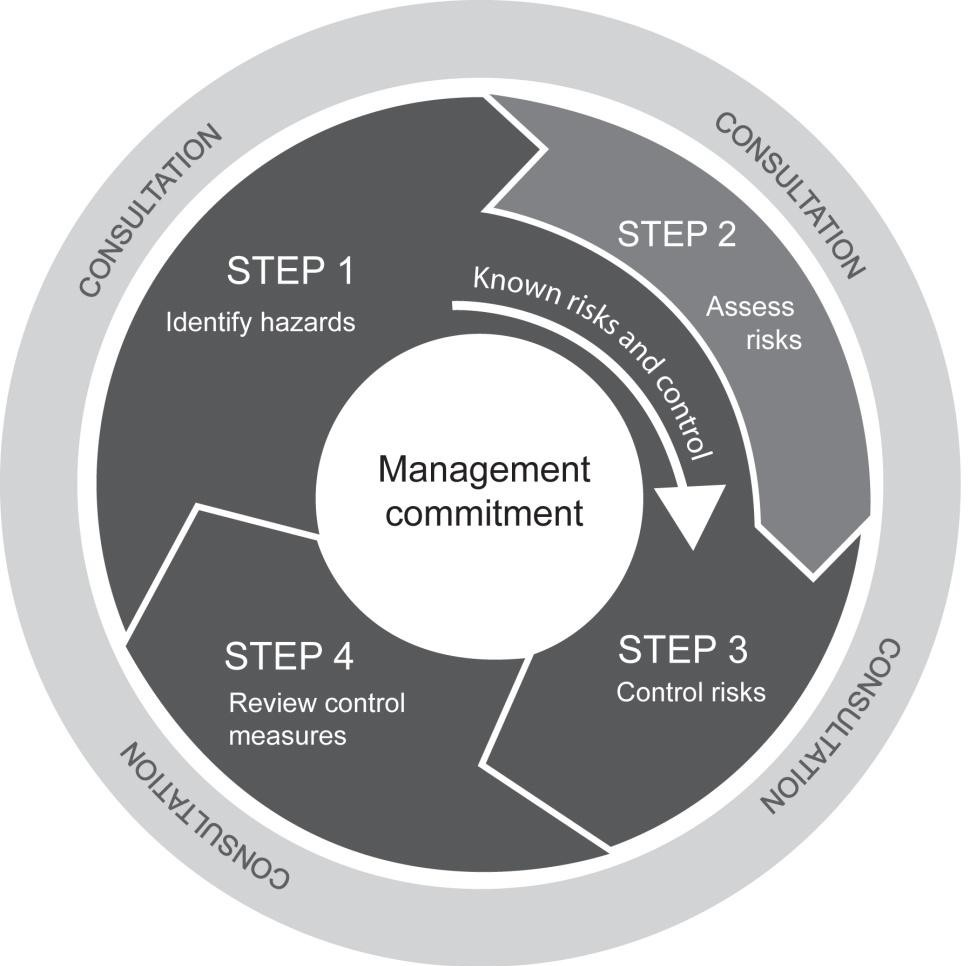 CONSULTATION
CONSULTATION
STEP 1
Identify hazards
STEP 2
Assess
risks
Known risks and control
Management
commitment
STEP 3
Control risks
STEP 4
Review control
measures
CONSULTATION
CONSULTATION